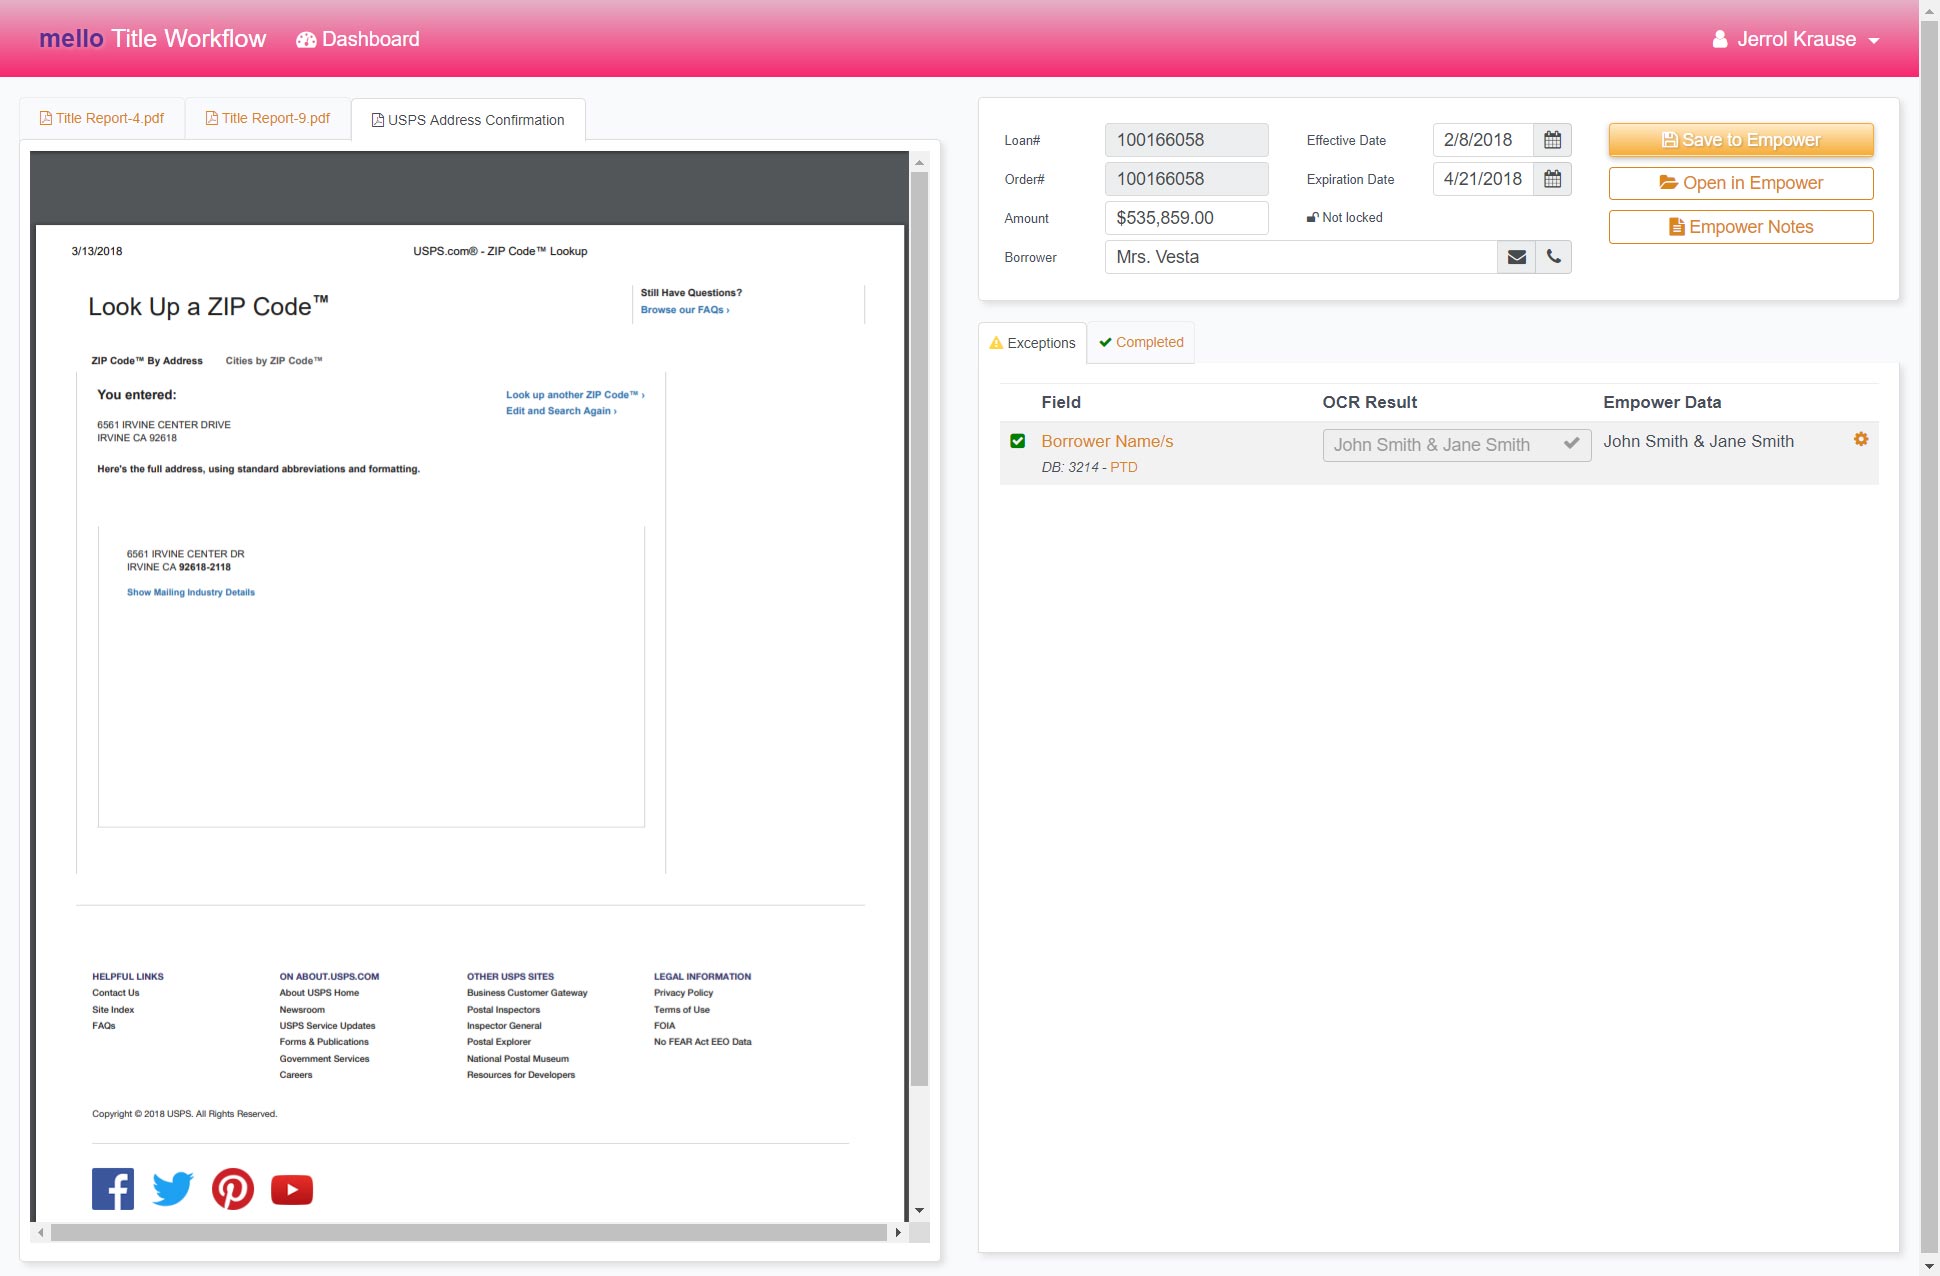 mello Title Workflow Dashboard Jerrol Krause
Title Report-4.pdf Title Report-9.pdf USPS Address Confirmation
3/13/2018 USPS.com® - ZIP Code™ Lookup
Look Up a ZIP Code™
Still Have Questions?
Browse our FAQs ›
ZIP Code™ By Address Cities by ZIP Code™
You entered:
Look up another ZIP Code™ ›
Edit and Search Again ›
6561 IRVINE CENTER DRIVE
IRVINE CA 92618
Here's the full address, using standard abbreviations and formatting.
6561 IRVINE CENTER DR
IRVINE CA 92618-2118
Show Mailing Industry Details
HELPFUL LINKS
Contact Us
Site Index
FAQs
ON ABOUT.USPS.COM
About USPS Home
Newsroom
USPS Service Updates
Forms & Publications
Government Services
Careers
OTHER USPS SITES
Business Customer Gateway
Postal Inspectors
Inspector General
Postal Explorer
National Postal Museum
Resources for Developers
LEGAL INFORMATION
Privacy Policy
Terms of Use
FOIA
No FEAR Act EEO Data
Copyright © 2018 USPS. All Rights Reserved.
Loan# 100166058 Effective Date 2/8/2018
Order# 100166058 Expiration Date 4/21/2018
Amount $535,859.00 Not locked
Borrower Mrs. Vesta
Save to Empower
Open in Empower
Empower Notes
Exceptions Completed
Field OCR Result Empower Data
Borrower Name/s John Smith & Jane Smith John Smith & Jane Smith
DB: 3214 - PTD